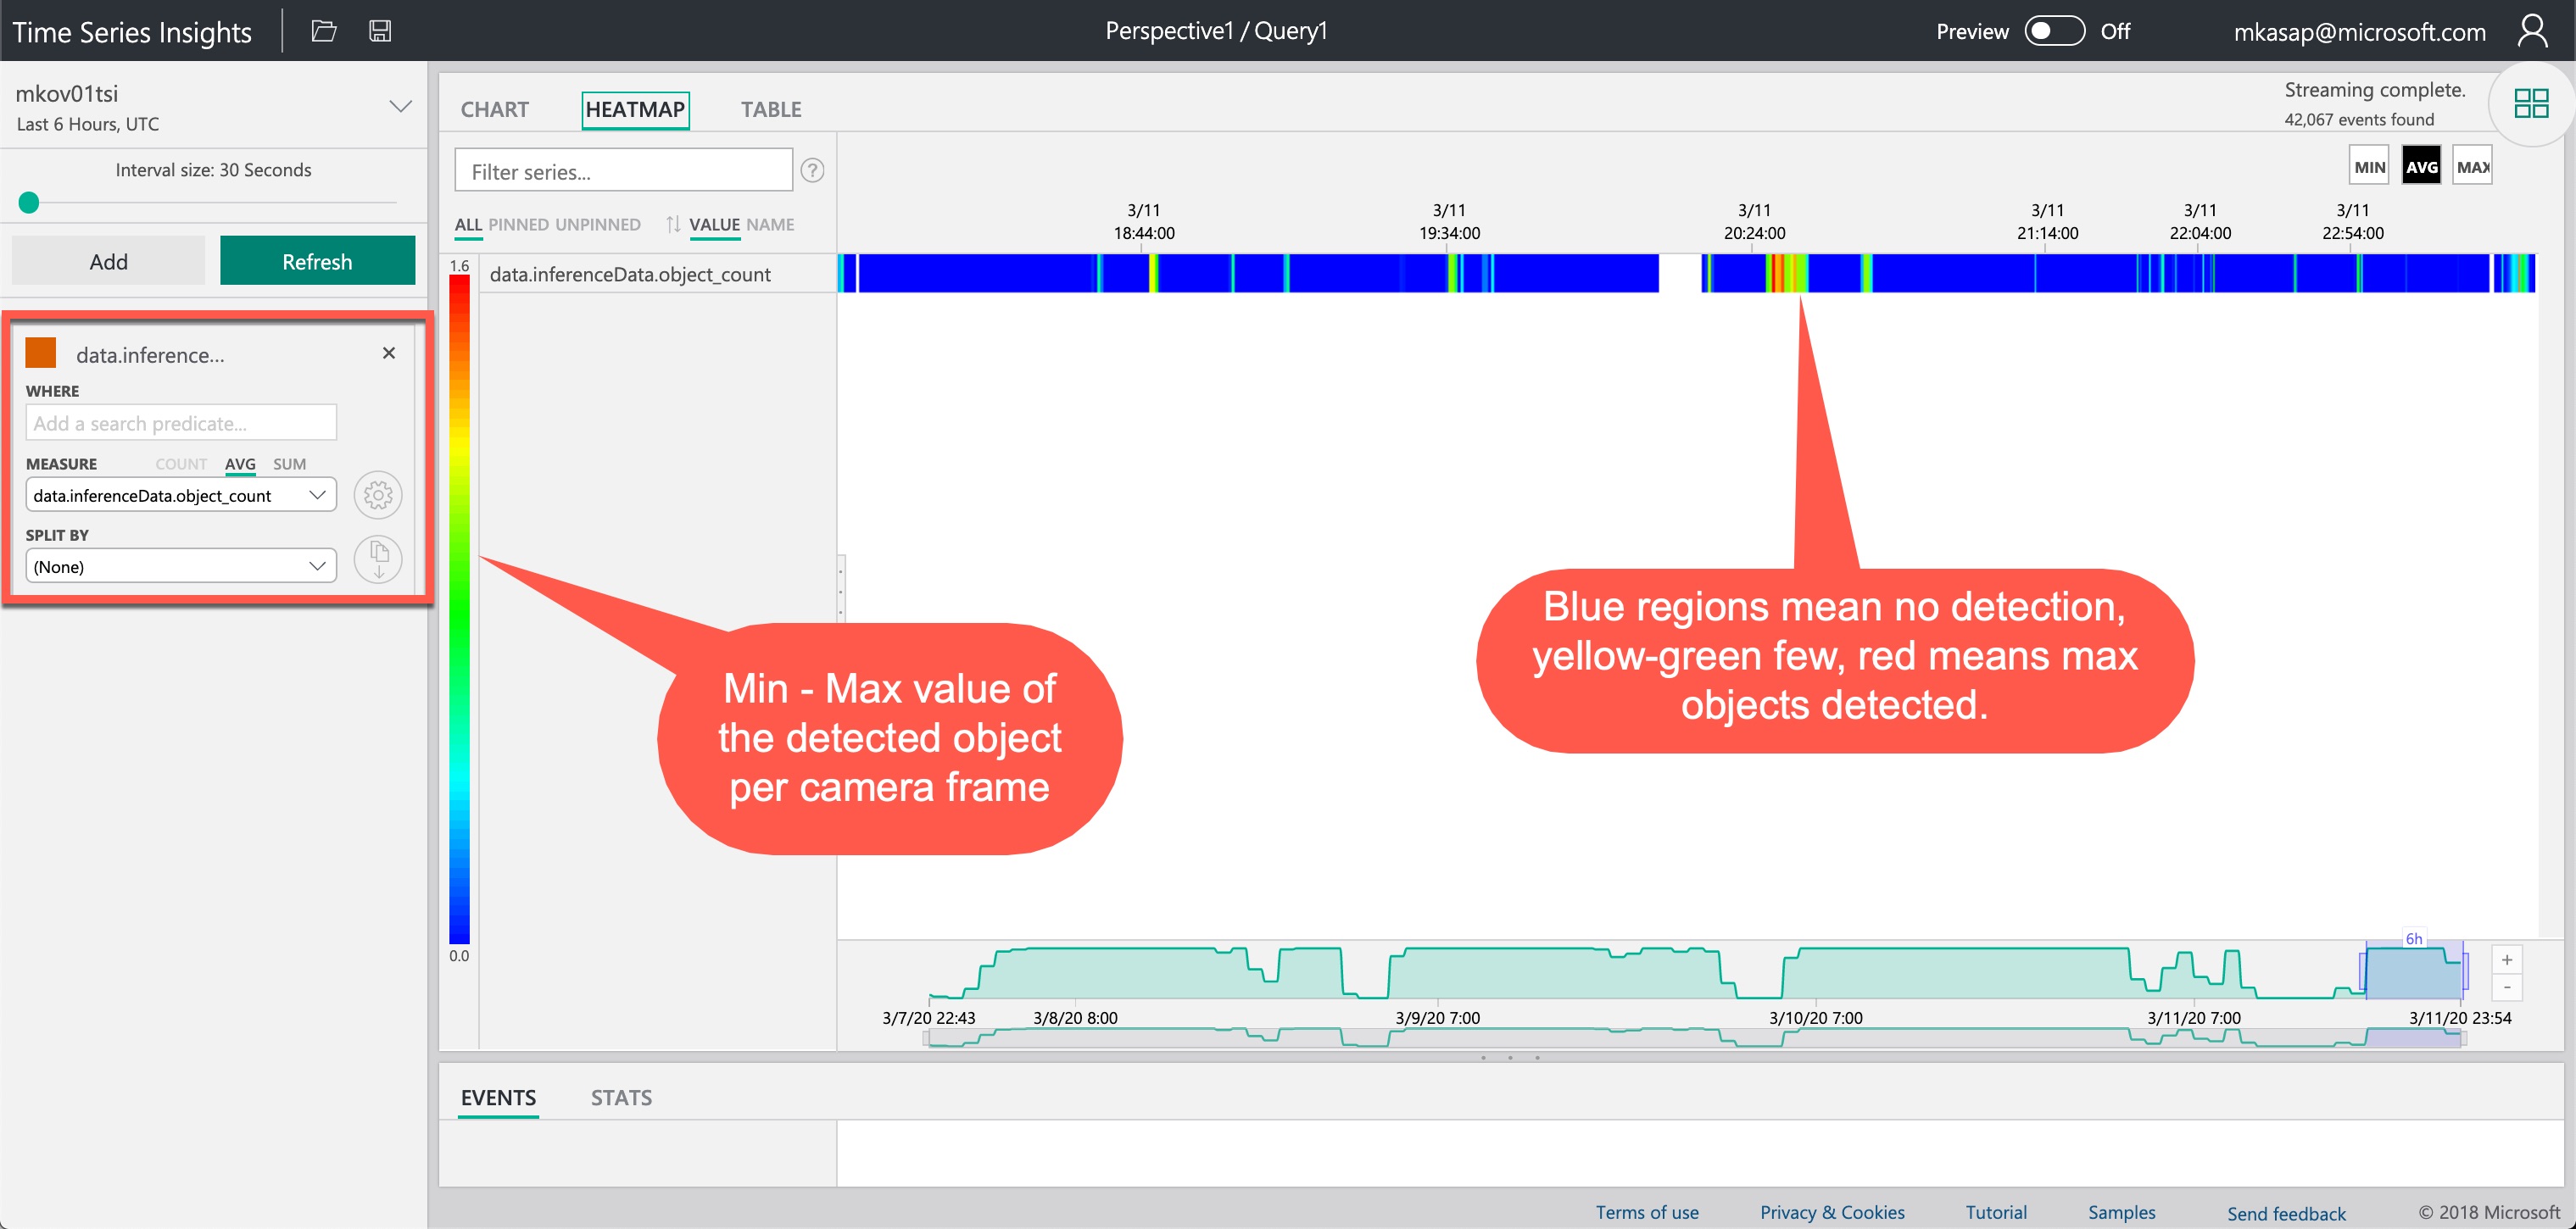 Time Series Insights
Perspective1 / Query1
Preview Off
mkasap@microsoft.com
mkov01tsi
Last 6 Hours, UTC
Interval size: 30 Seconds
Add Refresh
data.inference...
WHERE
Add a search predicate...
MEASURE COUNT AVG SUM
data.inferenceData.object_count
SPLIT BY
(None)
CHART HEATMAP TABLE
Streaming complete.
42,067 events found
Filter series...
?
ALL PINNED UNPINNED VALUE NAME
MIN AVG MAX
3/11 3/11 3/11 3/11 3/11 3/11
18:44:00 19:34:00 20:24:00 21:14:00 22:04:00 22:54:00
1.6
data.inferenceData.object_count
0.0
Min - Max value of
the detected object
per camera frame
Blue regions mean no detection,
yellow-green few, red means max
objects detected.
6h
+
-
3/7/20 22:43 3/8/20 8:00 3/9/20 7:00 3/10/20 7:00 3/11/20 7:00 3/11/20 23:54
EVENTS STATS
Terms of use Privacy & Cookies Tutorial Samples Send feedback © 2018 Microsoft